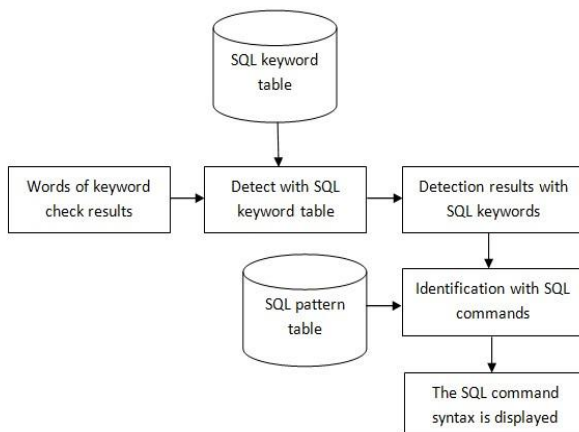 SQL keyword
table
Words of keyword
check results
Detect with SQL
keyword table
Detection results with
SQL keywords
SQL pattern
table
Identification with SQL
commands
The SQL command
syntax is displayed